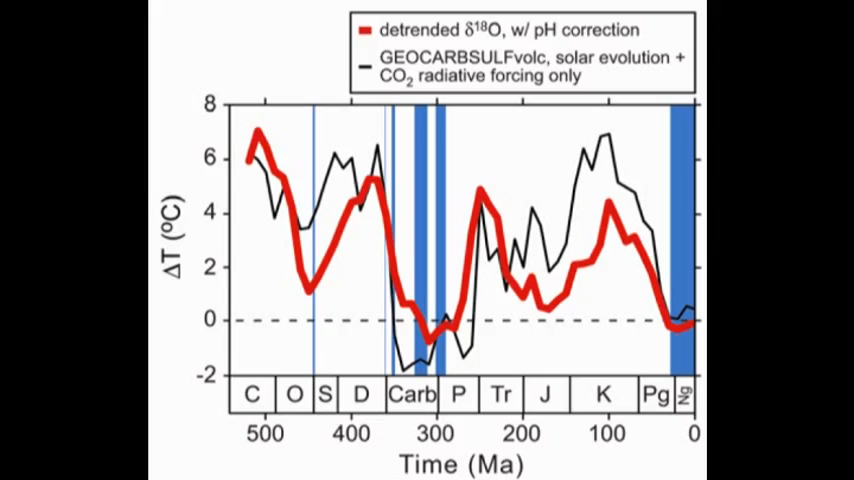 detrended δ¹⁸O, w/ pH correction
GEOCARBSULFvolc, solar evolution +
CO₂ radiative forcing only
8
6
4
2
0
-2
ΔT (ºC)
C O S D Carb P Tr J K Pg Ng
500 400 300 200 100 0
Time (Ma)